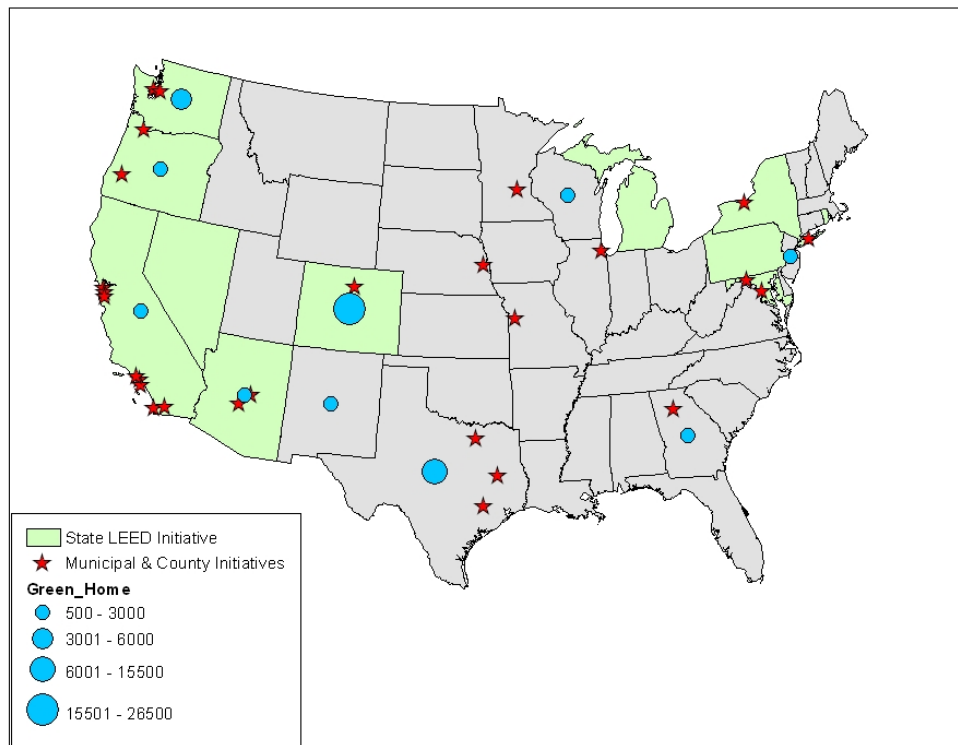 State LEED Initiative
Municipal & County Initiatives
Green_Home
500 - 3000
3001 - 6000
6001 - 15500
15501 - 26500